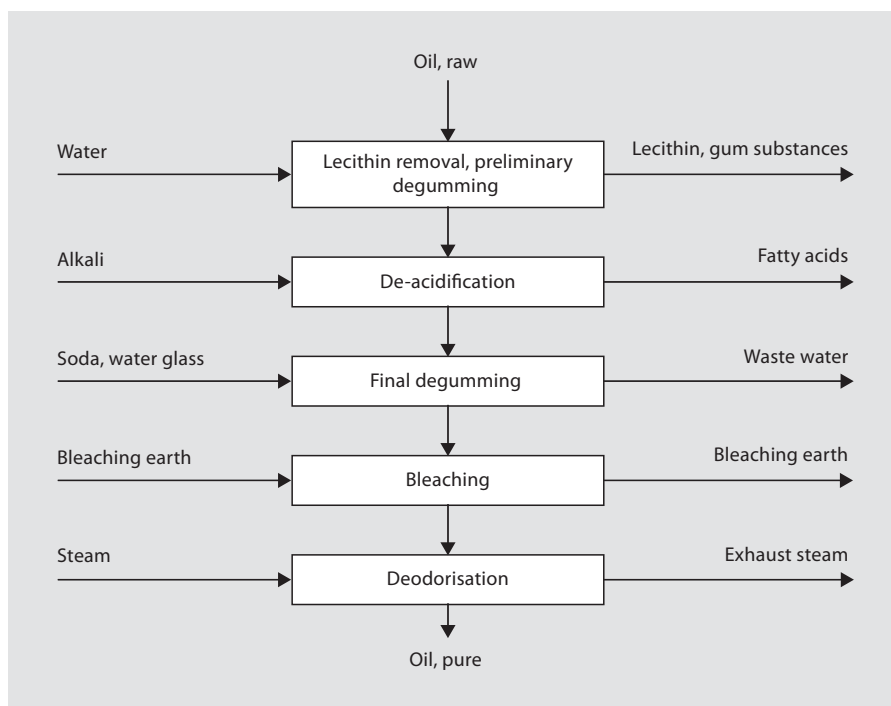 Oil, raw
Water
Lecithin removal, preliminary
degumming
Lecithin, gum substances
Alkali
De-acidification
Fatty acids
Soda, water glass
Final degumming
Waste water
Bleaching earth
Bleaching
Bleaching earth
Steam
Deodorisation
Exhaust steam
Oil, pure